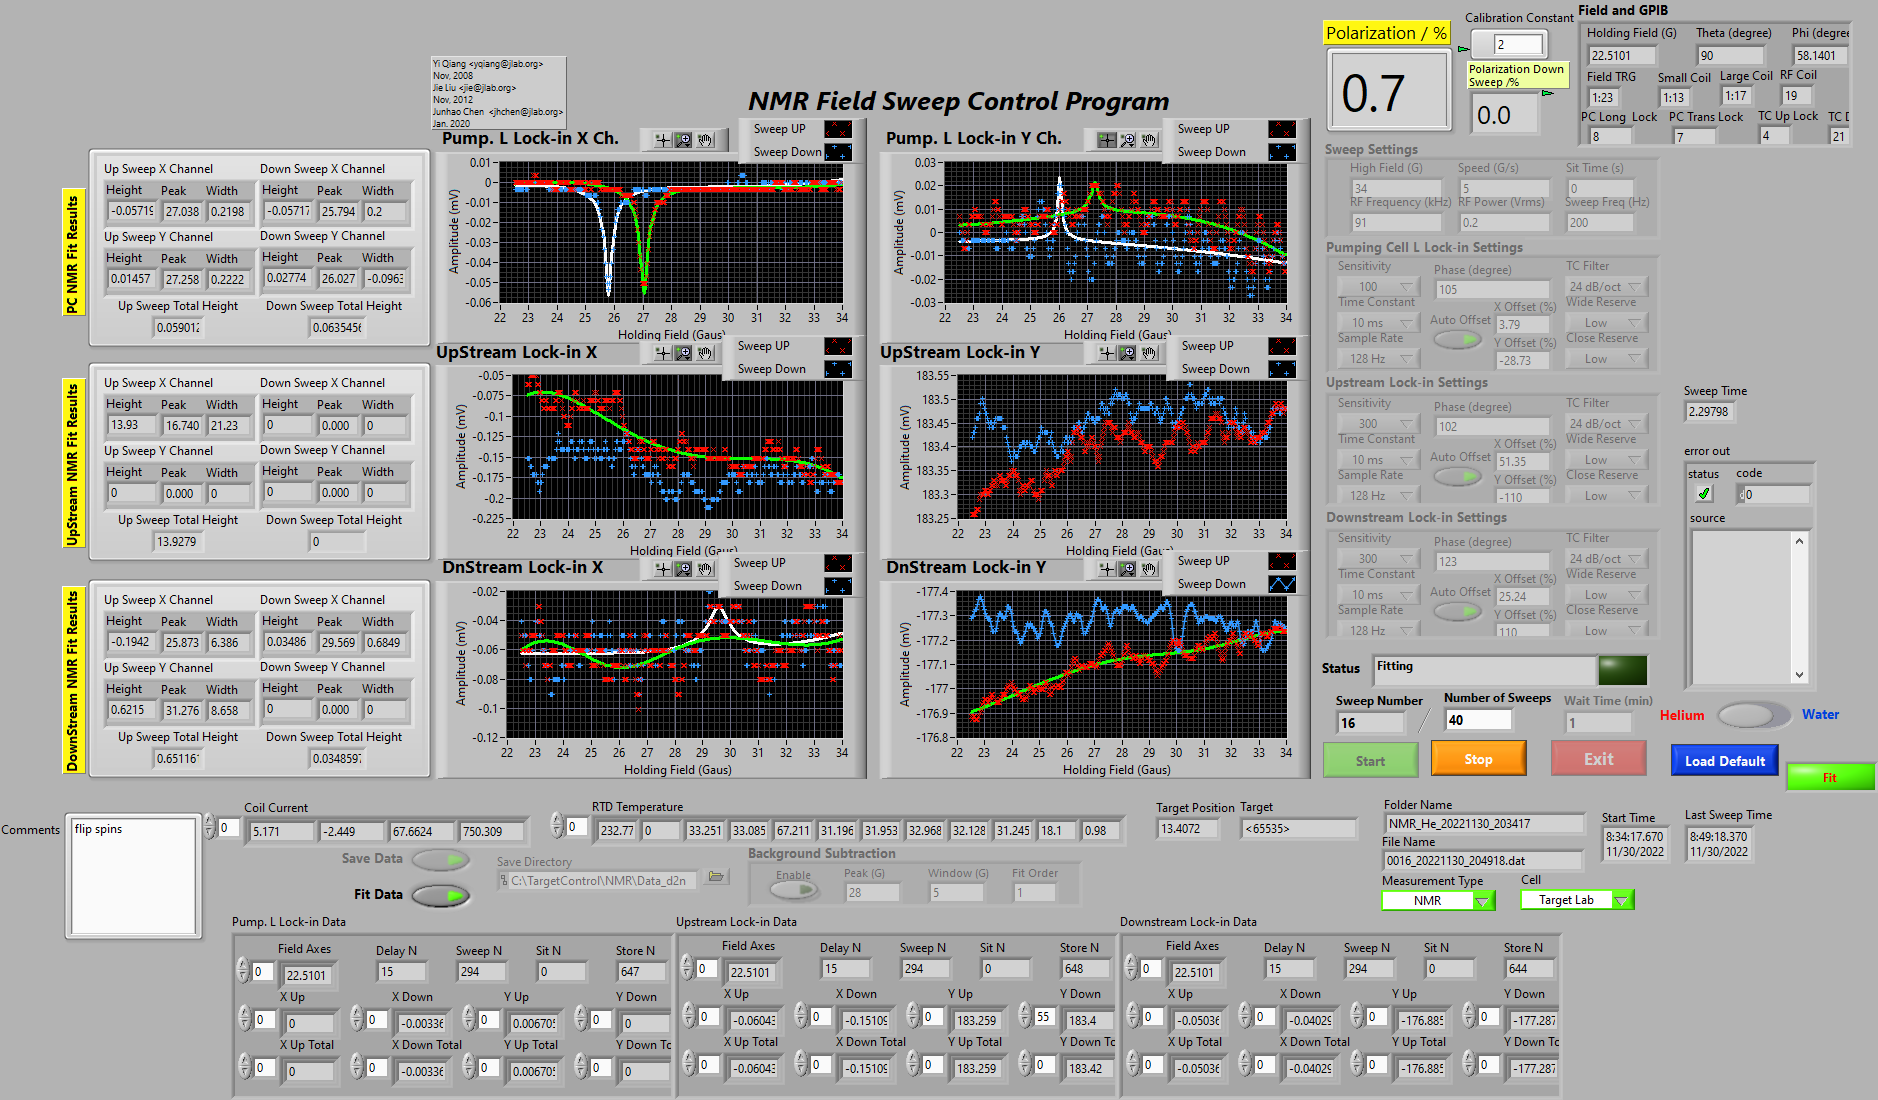 Yi Qiang <yqiang@jlab.org>
Nov, 2008
Jie Liu <jie@jlab.org>
Nov, 2012
Junhao Chen <jhchen@jlab.org>
Jan. 2020
NMR Field Sweep Control Program
Polarization / %
0.7
Calibration Constant
2
Polarization Down Sweep /%
0.0
Field and GPIB
Holding Field (G) Theta (degree) Phi (degree
22.5101 90 58.1401
Field TRG Small Coil Large Coil RF Coil
1:23 1:13 1:17 19
PC Long Lock PC Trans Lock TC Up Lock TC D
8 7 4 21
PC NMR Fit Results
Up Sweep X Channel Down Sweep X Channel
Height Peak Width Height Peak Width
-0.05719 27.038 0.2198 -0.05717 25.794 0.2
Up Sweep Y Channel Down Sweep Y Channel
Height Peak Width Height Peak Width
0.01457 27.258 0.2222 0.02774 26.027 -0.0963
Up Sweep Total Height Down Sweep Total Height
0.059012 0.0635456
Pump. L Lock-in X Ch.
Sweep UP
Sweep Down
Amplitude (mV)
0.01
0
-0.01
-0.02
-0.03
-0.04
-0.05
-0.06
22 23 24 25 26 27 28 29 30 31 32 33 34
Holding Field (Gaus)
Pump. L Lock-in Y Ch.
Sweep UP
Sweep Down
Amplitude (mV)
0.03
0.02
0.01
0
-0.01
-0.02
-0.03
22 23 24 25 26 27 28 29 30 31 32 33 34
Holding Field (Gaus)
Sweep Settings
High Field (G) Speed (G/s) Sit Time (s)
34 5 0
RF Frequency (kHz) RF Power (Vrms) Sweep Freq (Hz)
91 0.2 200
Pumping Cell L Lock-in Settings
Sensitivity Phase (degree) TC Filter
100 105 24 dB/oct
Time Constant X Offset (%) Wide Reserve
10 ms Auto Offset 3.79 Low
Sample Rate Y Offset (%) Close Reserve
128 Hz -28.73 Low
UpStream NMR Fit Results
Up Sweep X Channel Down Sweep X Channel
Height Peak Width Height Peak Width
13.93 16.740 21.23 0 0.000 0
Up Sweep Y Channel Down Sweep Y Channel
Height Peak Width Height Peak Width
0 0.000 0 0 0.000 0
Up Sweep Total Height Down Sweep Total Height
13.9279 0
UpStream Lock-in X
Sweep UP
Sweep Down
Amplitude (mV)
-0.05
-0.075
-0.1
-0.125
-0.15
-0.175
-0.2
-0.225
22 23 24 25 26 27 28 29 30 31 32 33 34
Holding Field (Gaus)
UpStream Lock-in Y
Sweep UP
Sweep Down
Amplitude (mV)
183.55
183.5
183.45
183.4
183.35
183.3
183.25
22 23 24 25 26 27 28 29 30 31 32 33 34
Holding Field (Gaus)
Upstream Lock-in Settings
Sensitivity Phase (degree) TC Filter
300 102 24 dB/oct
Time Constant X Offset (%) Wide Reserve
10 ms Auto Offset 51.35 Low
Sample Rate Y Offset (%) Close Reserve
128 Hz -110 Low
Sweep Time
2.29798
error out
status code
0
source
DownStream NMR Fit Results
Up Sweep X Channel Down Sweep X Channel
Height Peak Width Height Peak Width
-0.1942 25.873 6.386 0.03486 29.569 0.6849
Up Sweep Y Channel Down Sweep Y Channel
Height Peak Width Height Peak Width
0.6215 31.276 8.658 0 0.000 0
Up Sweep Total Height Down Sweep Total Height
0.65116 0.034859
DnStream Lock-in X
Sweep UP
Sweep Down
Amplitude (mV)
-0.02
-0.04
-0.06
-0.08
-0.1
-0.12
22 23 24 25 26 27 28 29 30 31 32 33 34
Holding Field (Gaus)
DnStream Lock-in Y
Sweep UP
Sweep Down
Amplitude (mV)
-177.4
-177.3
-177.2
-177.1
-177
-176.9
-176.8
22 23 24 25 26 27 28 29 30 31 32 33 34
Holding Field (Gaus)
Downstream Lock-in Settings
Sensitivity Phase (degree) TC Filter
300 123 24 dB/oct
Time Constant X Offset (%) Wide Reserve
10 ms Auto Offset 25.24 Low
Sample Rate Y Offset (%) Close Reserve
128 Hz 110 Low
Status Fitting
Sweep Number Number of Sweeps Wait Time (min)
16 / 40 1
Helium Water
Start Stop Exit Load Default Fit
Comments
flip spins
Coil Current
0 5.171 -2.449 67.6624 750.309
RTD Temperature
0 232.77 0 33.251 33.085 67.211 31.196 31.953 32.968 32.128 31.245 18.1 0.98
Target Position Target
13.4072 <65535>
Folder Name
NMR_He_20221130_203417
File Name
0016_20221130_204918.dat
Start Time
8:34:17.670
11/30/2022
Last Sweep Time
8:49:18.370
11/30/2022
Measurement Type Cell
NMR Target Lab
Save Data
Fit Data
Save Directory
C:\TargetControl\NMR\Data_d2n
Background Subtraction
Enable Peak (G) Window (G) Fit Order
28 5 1
Pump. L Lock-in Data
Field Axes Delay N Sweep N Sit N Store N
0 22.5101 15 294 0 647
X Up X Down Y Up Y Down
0 0 0 -0.00336 0 0.00670 0 0
X Up Total X Down Total Y Up Total Y Down To
0 0 0 -0.00336 0 0.00670 0 0
Upstream Lock-in Data
Field Axes Delay N Sweep N Sit N Store N
0 22.5101 15 294 0 648
X Up X Down Y Up Y Down
0 -0.06043 0 -0.15109 0 183.259 55 183.4
X Up Total X Down Total Y Up Total Y Down To
0 -0.06043 0 -0.15109 0 183.259 0 183.42
Downstream Lock-in Data
Field Axes Delay N Sweep N Sit N Store N
0 22.5101 15 294 0 644
X Up X Down Y Up Y Down
0 -0.05036 0 -0.04029 0 -176.885 0 -177.287
X Up Total X Down Total Y Up Total Y Down To
0 -0.05036 0 -0.04029 0 -176.885 0 -177.287